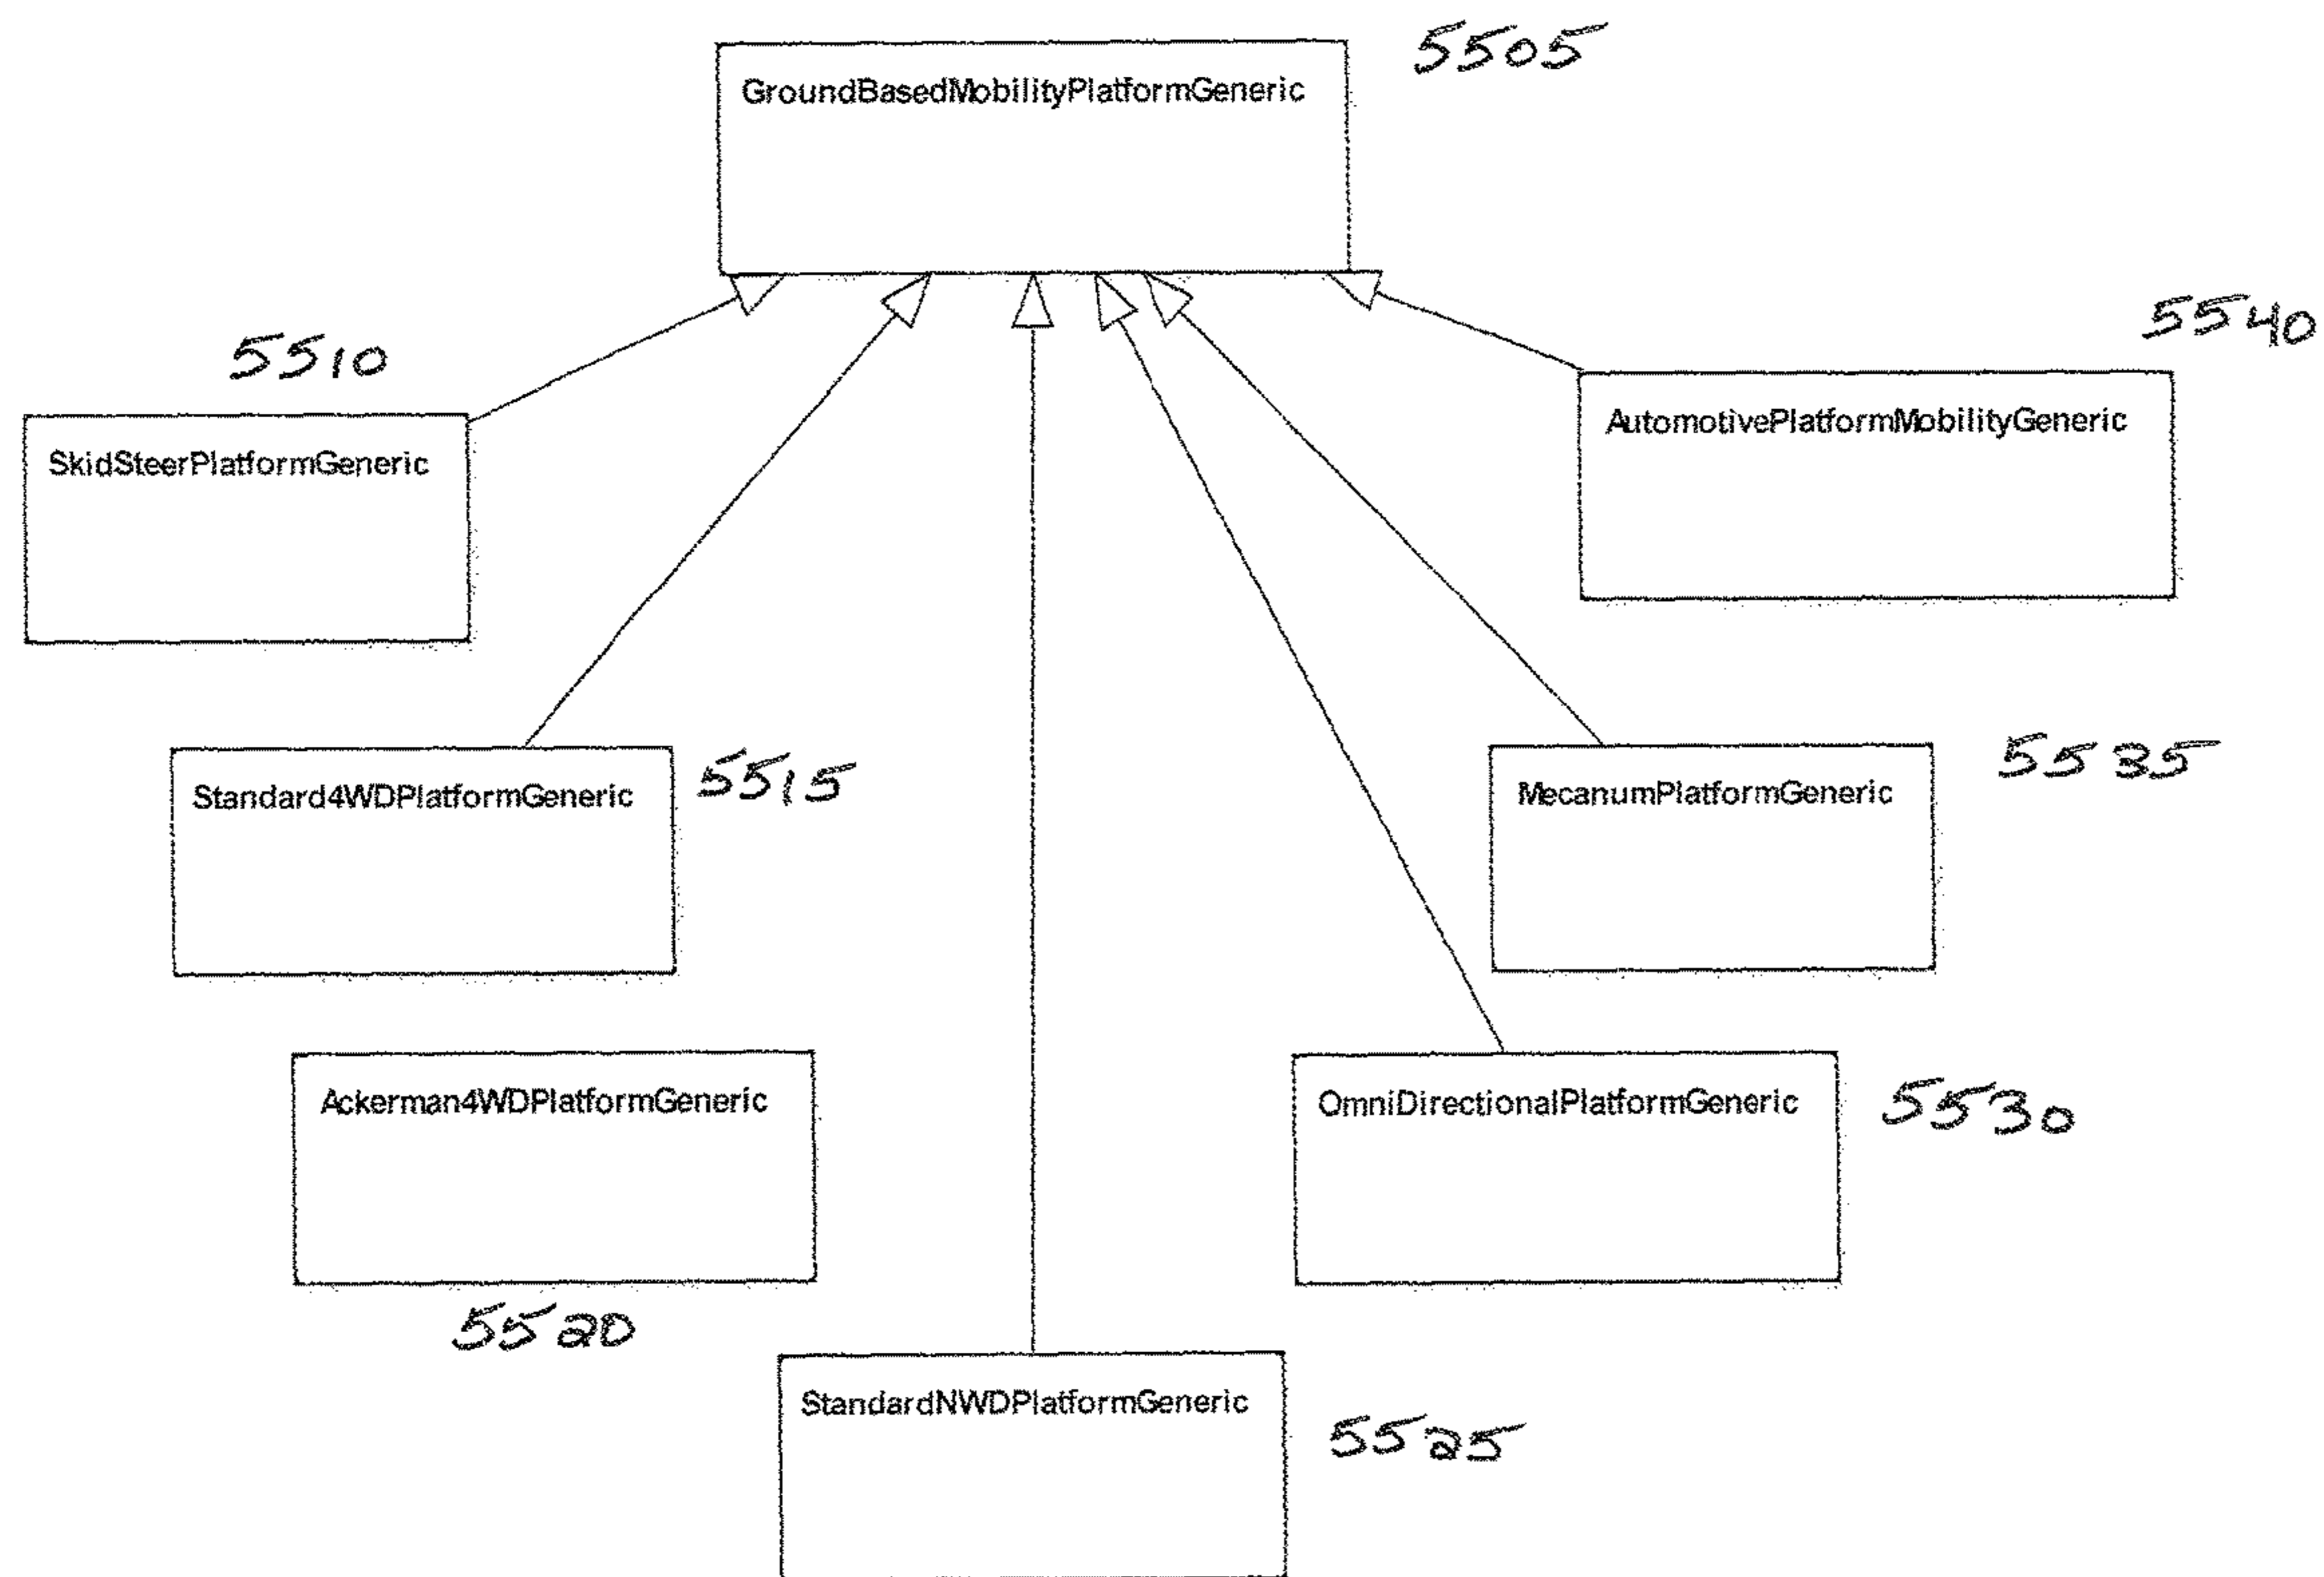 5505
GroundBasedMobilityPlatformGeneric
5540
5510
AutomotivePlatformMobilityGeneric
SkidSteerPlatformGeneric
5535
5515
Standard4WDPlatformGeneric
MecanumPlatformGeneric
Ackerman4WDPlatformGeneric
OmniDirectionalPlatformGeneric
5530
5520
StandardNWDPlatformGeneric
5525